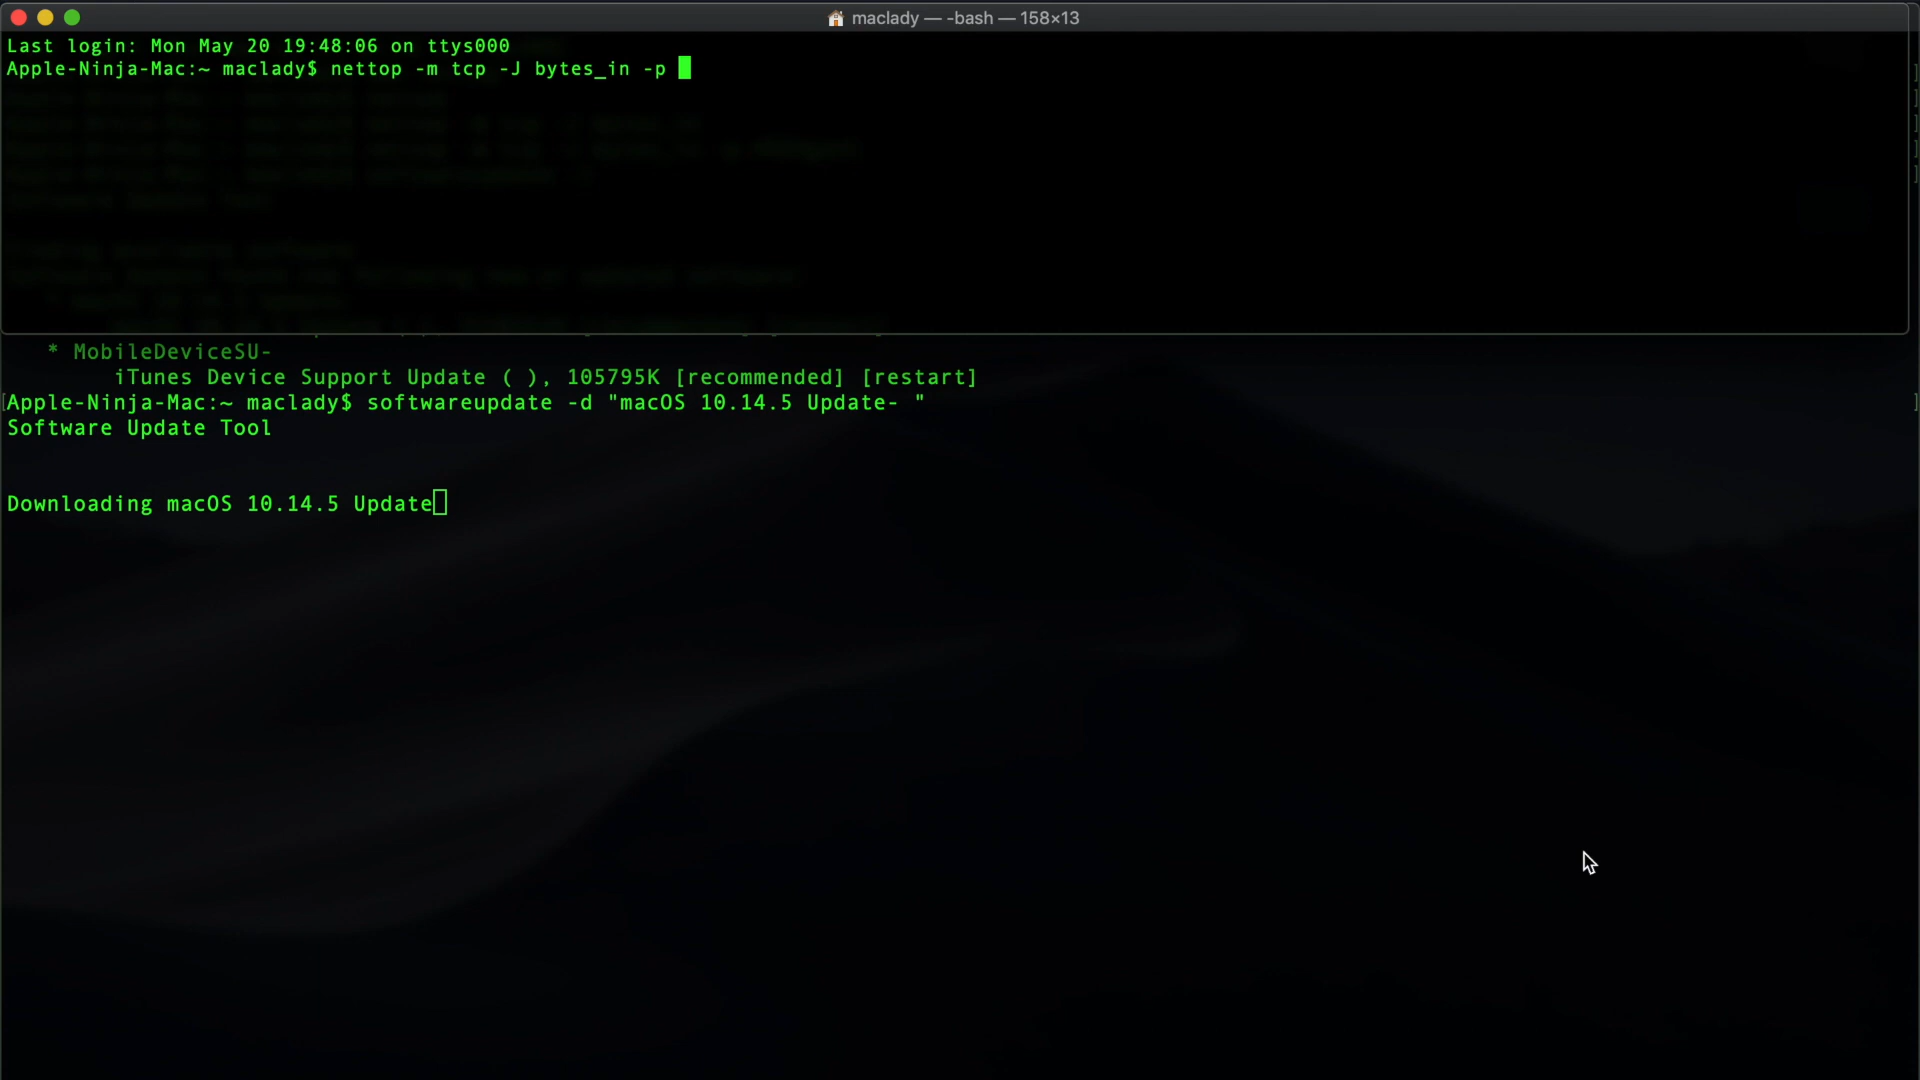 maclady — -bash — 158×13
Last login: Mon May 20 19:48:06 on ttys000
Apple-Ninja-Mac:~ maclady$ nettop -m tcp -J bytes_in -p
* MobileDeviceSU-
iTunes Device Support Update ( ), 105795K [recommended] [restart]
[Apple-Ninja-Mac:~ maclady$ softwareupdate -d "macOS 10.14.5 Update- " ]
Software Update Tool
Downloading macOS 10.14.5 Update